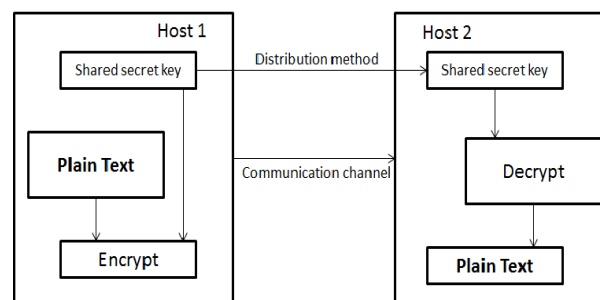 Host 1
Shared secret key
Plain Text
Encrypt
Distribution method
Communication channel
Host 2
Shared secret key
Decrypt
Plain Text